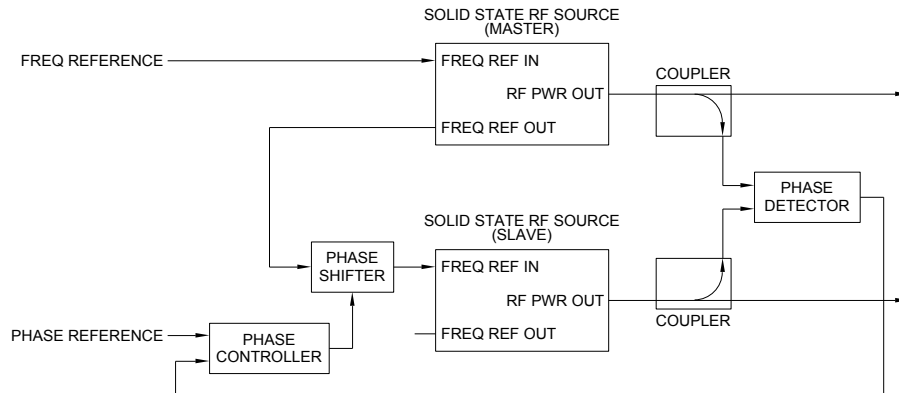 SOLID STATE RF SOURCE
(MASTER)
FREQ REFERENCE
FREQ REF IN
COUPLER
RF PWR OUT
FREQ REF OUT
PHASE
DETECTOR
SOLID STATE RF SOURCE
(SLAVE)
PHASE
SHIFTER
FREQ REF IN
RF PWR OUT
COUPLER
PHASE REFERENCE
PHASE
CONTROLLER
FREQ REF OUT